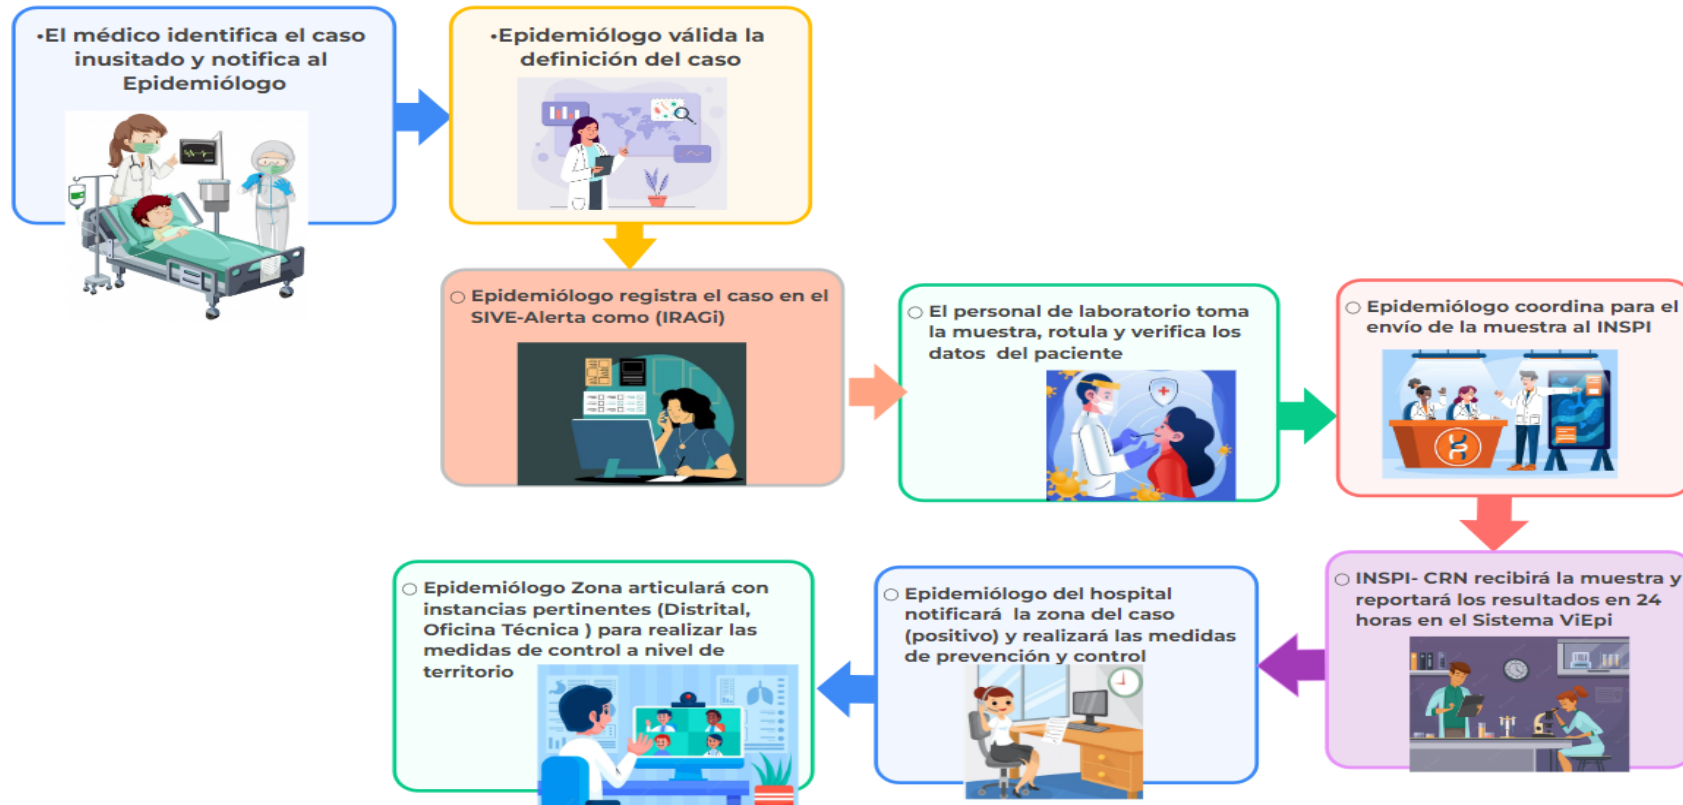 •El médico identifica el caso
inusitado y notifica al
Epidemiólogo
•Epidemiólogo válida la
definición del caso
○ Epidemiólogo registra el caso en el
SIVE-Alerta como (IRAGi)
○ El personal de laboratorio toma
la muestra, rotula y verifica los
datos del paciente
○ Epidemiólogo coordina para el
envío de la muestra al INSPI
○ INSPI- CRN recibirá la muestra y
reportará los resultados en 24
horas en el Sistema ViEpi
○ Epidemiólogo del hospital
notificará la zona del caso
(positivo) y realizará las medidas
de prevención y control
○ Epidemiólogo Zona articulará con
instancias pertinentes (Distrital,
Oficina Técnica ) para realizar las
medidas de control a nivel de
territorio